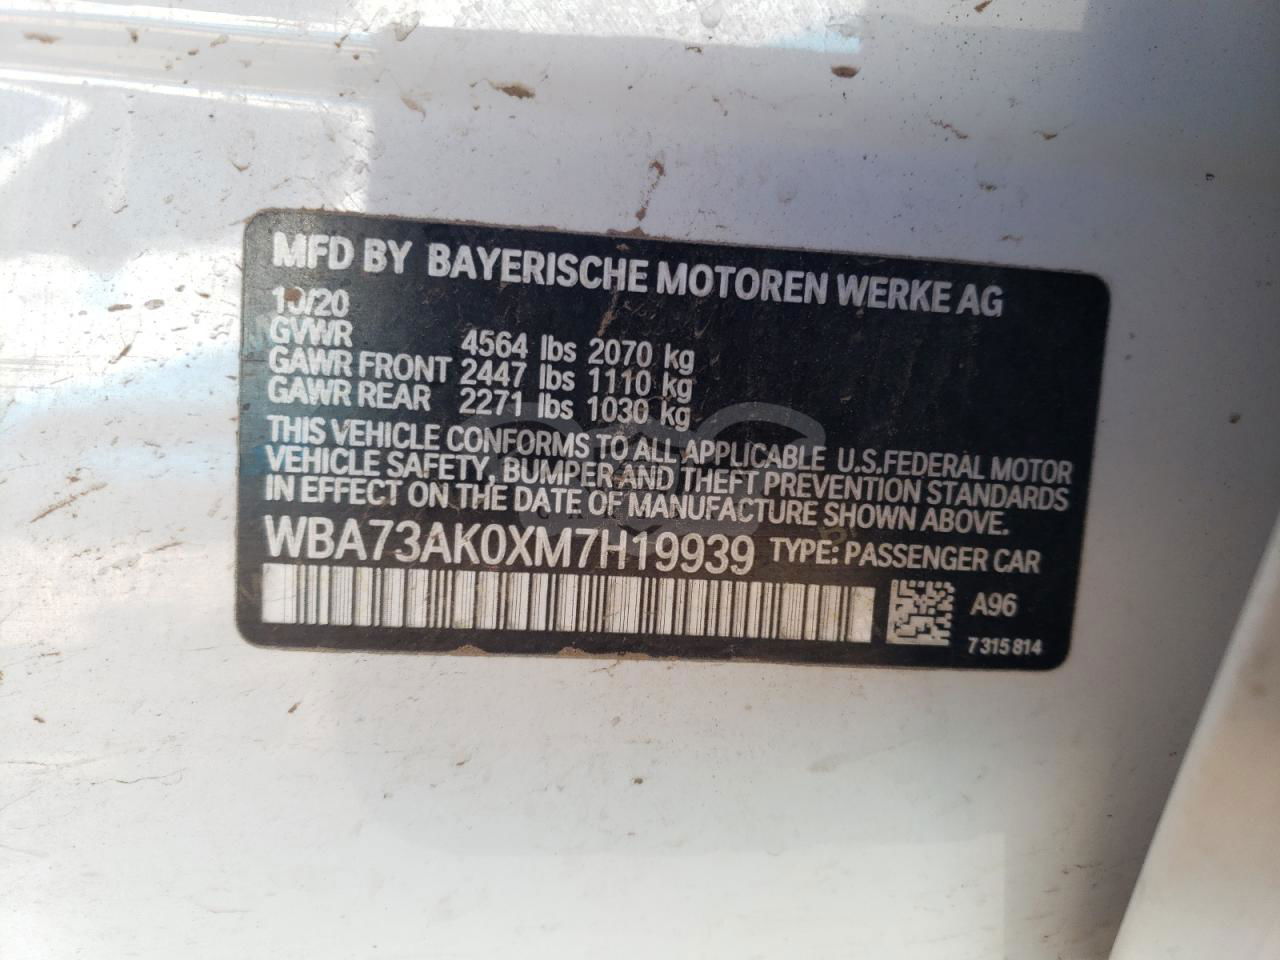 MFD BY BAYERISCHE MOTOREN WERKE AG
10/20
GVWR 4564 lbs 2070 kg
GAWR FRONT 2447 lbs 1110 kg
GAWR REAR 2271 lbs 1030 kg
THIS VEHICLE CONFORMS TO ALL APPLICABLE U.S.FEDERAL MOTOR
VEHICLE SAFETY, BUMPER AND THEFT PREVENTION STANDARDS
IN EFFECT ON THE DATE OF MANUFACTURE SHOWN ABOVE.
WBA73AK0XM7H19939 TYPE: PASSENGER CAR
A96
7 315 814